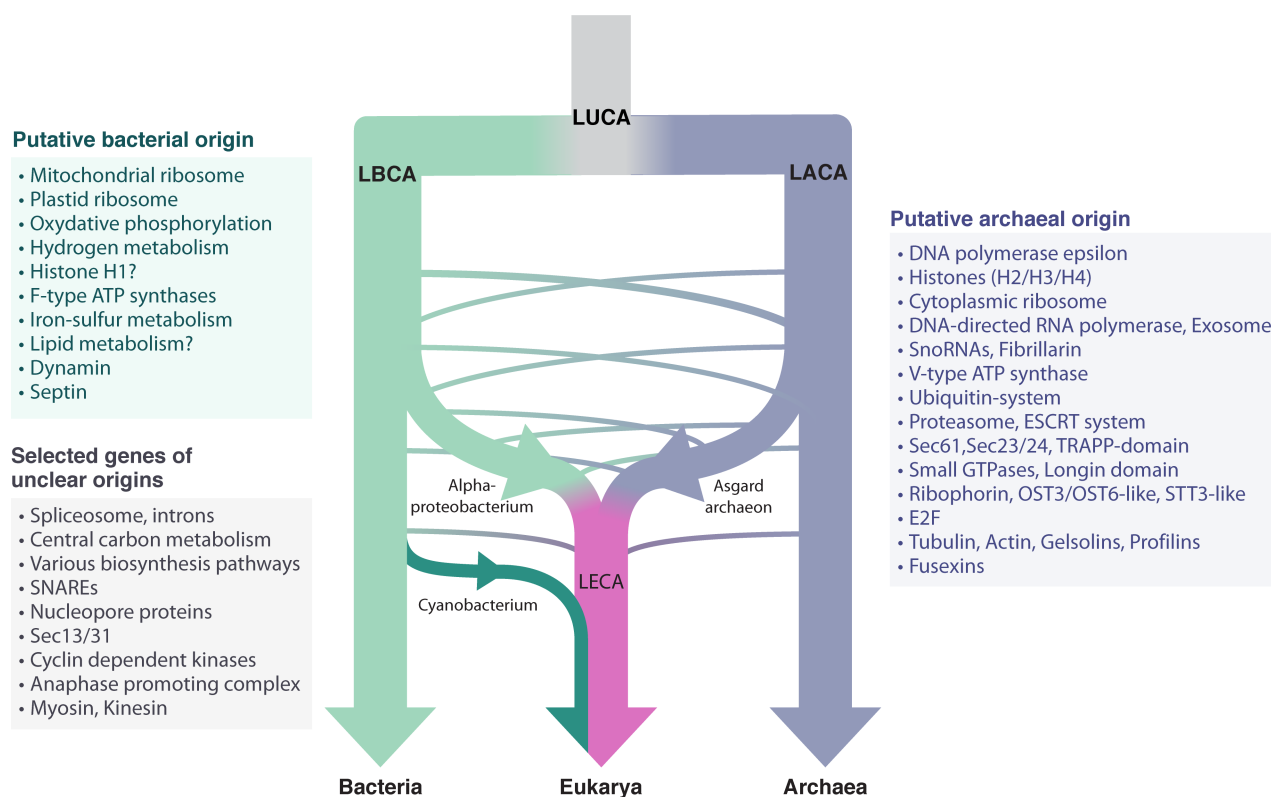 LUCA
LBCA
LACA
Putative bacterial origin
• Mitochondrial ribosome
• Plastid ribosome
• Oxydative phosphorylation
• Hydrogen metabolism
• Histone H1?
• F-type ATP synthases
• Iron-sulfur metabolism
• Lipid metabolism?
• Dynamin
• Septin
Selected genes of
unclear origins
• Spliceosome, introns
• Central carbon metabolism
• Various biosynthesis pathways
• SNAREs
• Nucleopore proteins
• Sec13/31
• Cyclin dependent kinases
• Anaphase promoting complex
• Myosin, Kinesin
Putative archaeal origin
• DNA polymerase epsilon
• Histones (H2/H3/H4)
• Cytoplasmic ribosome
• DNA-directed RNA polymerase, Exosome
• SnoRNAs, Fibrillarin
• V-type ATP synthase
• Ubiquitin-system
• Proteasome, ESCRT system
• Sec61,Sec23/24, TRAPP-domain
• Small GTPases, Longin domain
• Ribophorin, OST3/OST6-like, STT3-like
• E2F
• Tubulin, Actin, Gelsolins, Profilins
• Fusexins
Alpha-
proteobacterium
Asgard
archaeon
LECA
Cyanobacterium
Bacteria
Eukarya
Archaea